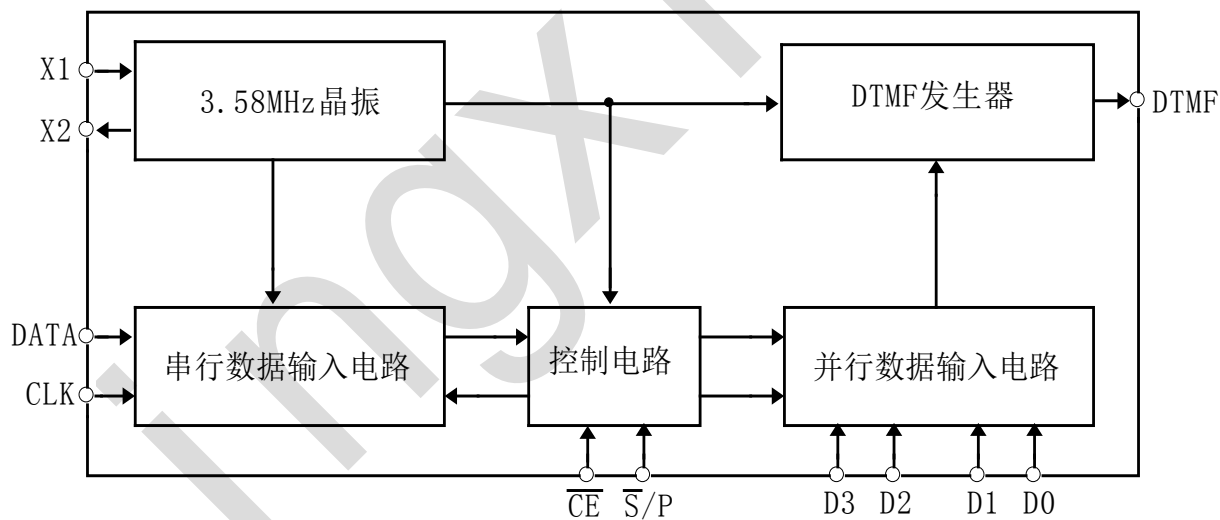 X1
3.58MHz晶振
DTMF发生器
DTMF
X2
DATA
串行数据输入电路
控制电路
并行数据输入电路
CLK
C̅E̅
S̅/P
D3
D2
D1
D0